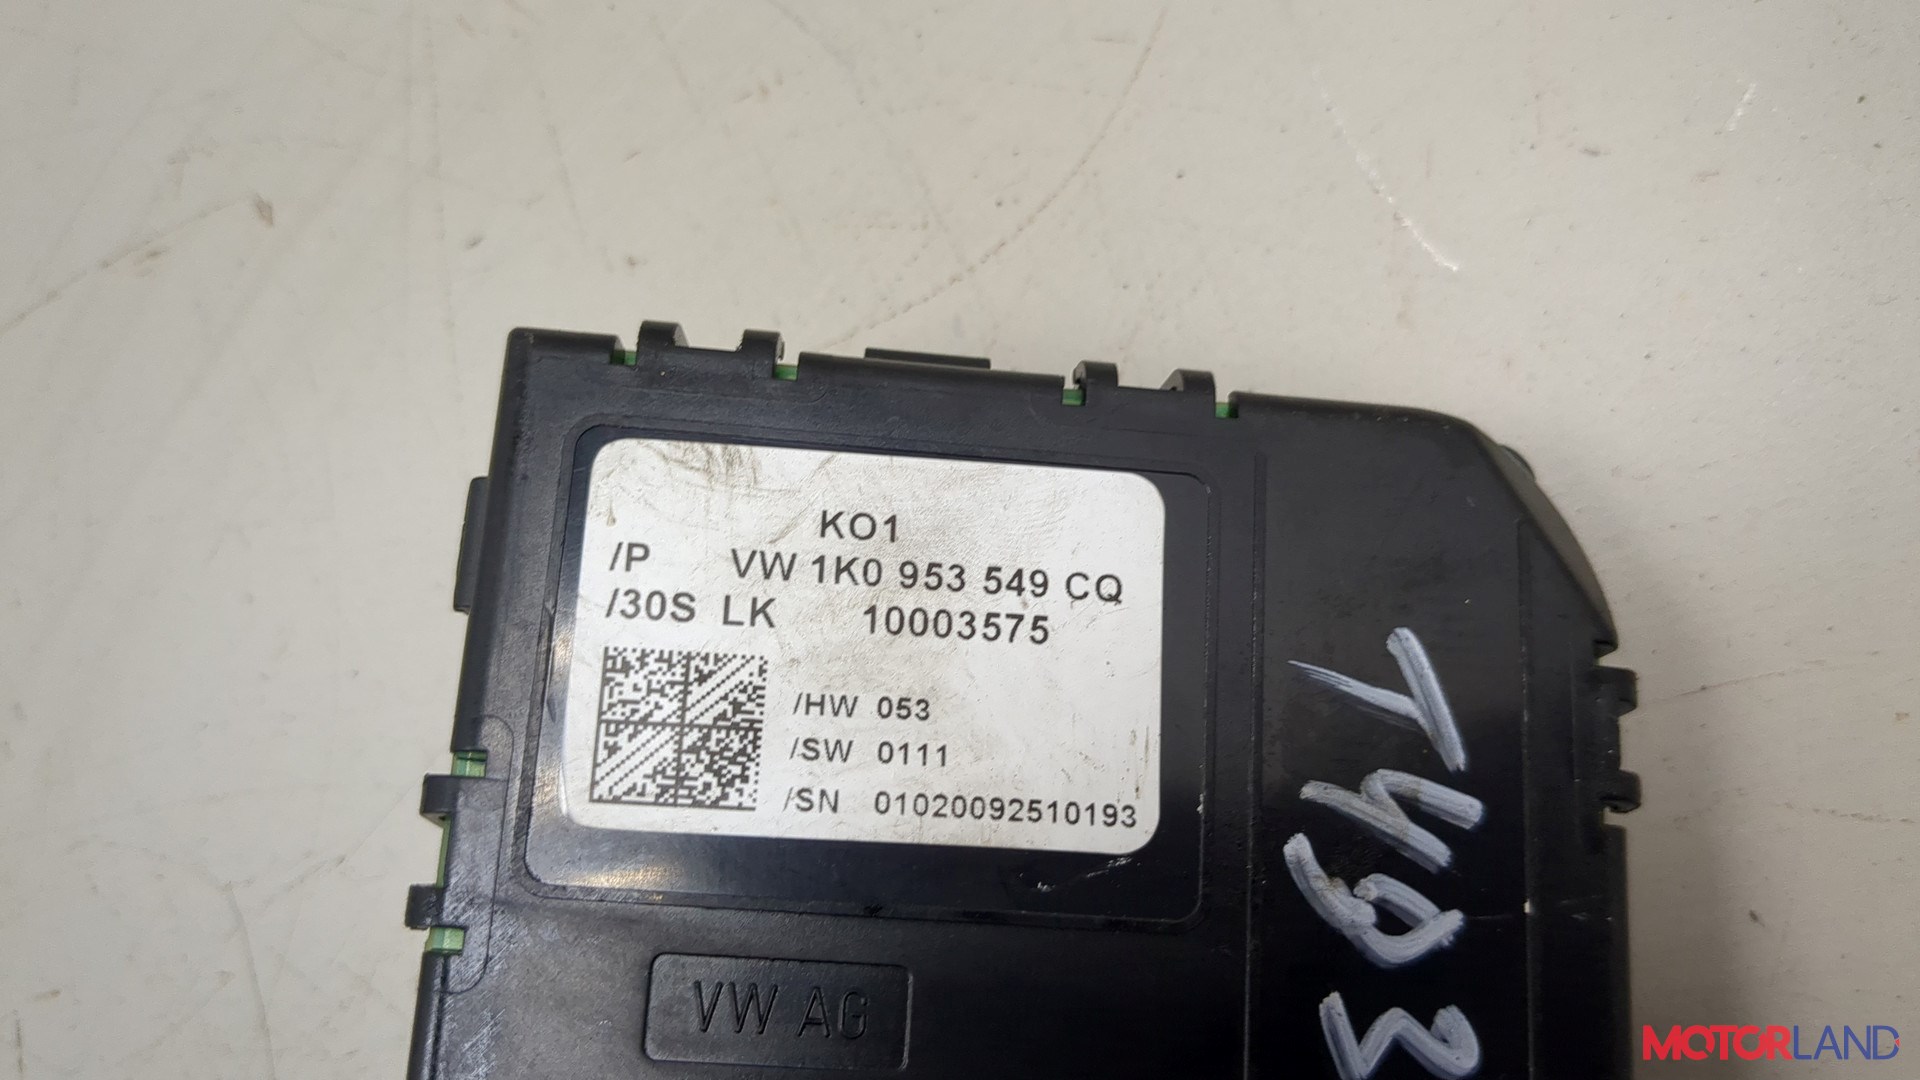 KO1
/P VW 1K0 953 549 CQ
/30S LK 10003575
/HW 053
/SW 0111
/SN 01020092510193
VW AG
MOTORLAND